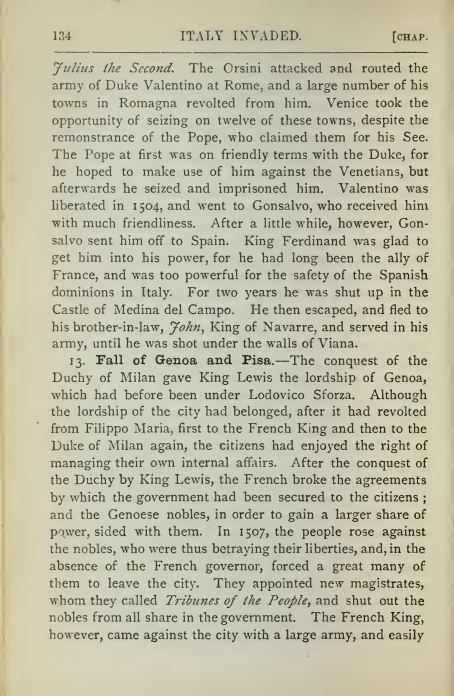 134 ITALY INVADED. [CHAP.
Julius the Second. The Orsini attacked and routed the
army of Duke Valentino at Rome, and a large number of his
towns in Romagna revolted from him. Venice took the
opportunity of seizing on twelve of these towns, despite the
remonstrance of the Pope, who claimed them for his See.
The Pope at first was on friendly terms with the Duke, for
he hoped to make use of him against the Venetians, but
afterwards he seized and imprisoned him. Valentino was
liberated in 1504, and went to Gonsalvo, who received him
with much friendliness. After a little while, however, Gon-
salvo sent him off to Spain. King Ferdinand was glad to
get him into his power, for he had long been the ally of
France, and was too powerful for the safety of the Spanish
dominions in Italy. For two years he was shut up in the
Castle of Medina del Campo. He then escaped, and fled to
his brother-in-law, John, King of Navarre, and served in his
army, until he was shot under the walls of Viana.
13. Fall of Genoa and Pisa.—The conquest of the
Duchy of Milan gave King Lewis the lordship of Genoa,
which had before been under Lodovico Sforza. Although
the lordship of the city had belonged, after it had revolted
from Filippo Maria, first to the French King and then to the
Duke of Milan again, the citizens had enjoyed the right of
managing their own internal affairs. After the conquest of
the Duchy by King Lewis, the French broke the agreements
by which the government had been secured to the citizens ;
and the Genoese nobles, in order to gain a larger share of
power, sided with them. In 1507, the people rose against
the nobles, who were thus betraying their liberties, and, in the
absence of the French governor, forced a great many of
them to leave the city. They appointed new magistrates,
whom they called Tribunes of the People, and shut out the
nobles from all share in the government. The French King,
however, came against the city with a large army, and easily